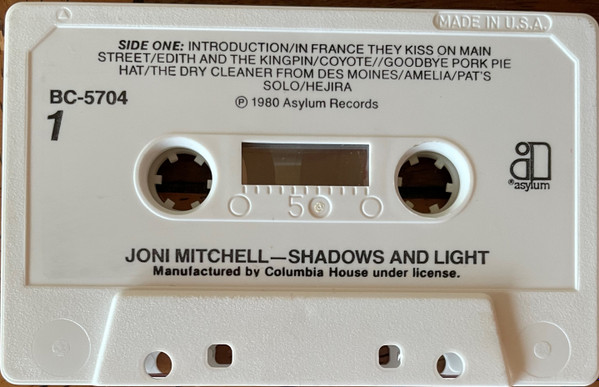 MADE IN U.S.A.
SIDE ONE: INTRODUCTION/IN FRANCE THEY KISS ON MAIN
STREET/EDITH AND THE KINGPIN/COYOTE//GOODBYE PORK PIE
HAT/THE DRY CLEANER FROM DES MOINES/AMELIA/PAT'S
SOLO/HEJIRA
BC-5704
℗ 1980 Asylum Records
1
50
®asylum
JONI MITCHELL—SHADOWS AND LIGHT
Manufactured by Columbia House under license.